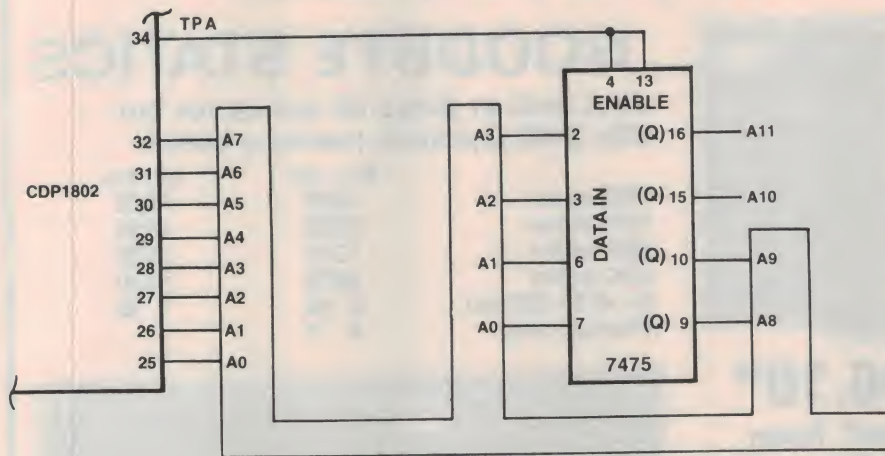 TPA
34
4 13
ENABLE
32 A7
31 A6
CDP1802
30 A5
29 A4
28 A3
27 A2
26 A1
25 A0
A3 2 (Q) 16 A11
A2 3 (Q) 15 A10
DATA IN
A1 6 (Q) 10 A9
A0 7 (Q) 9 A8
7475